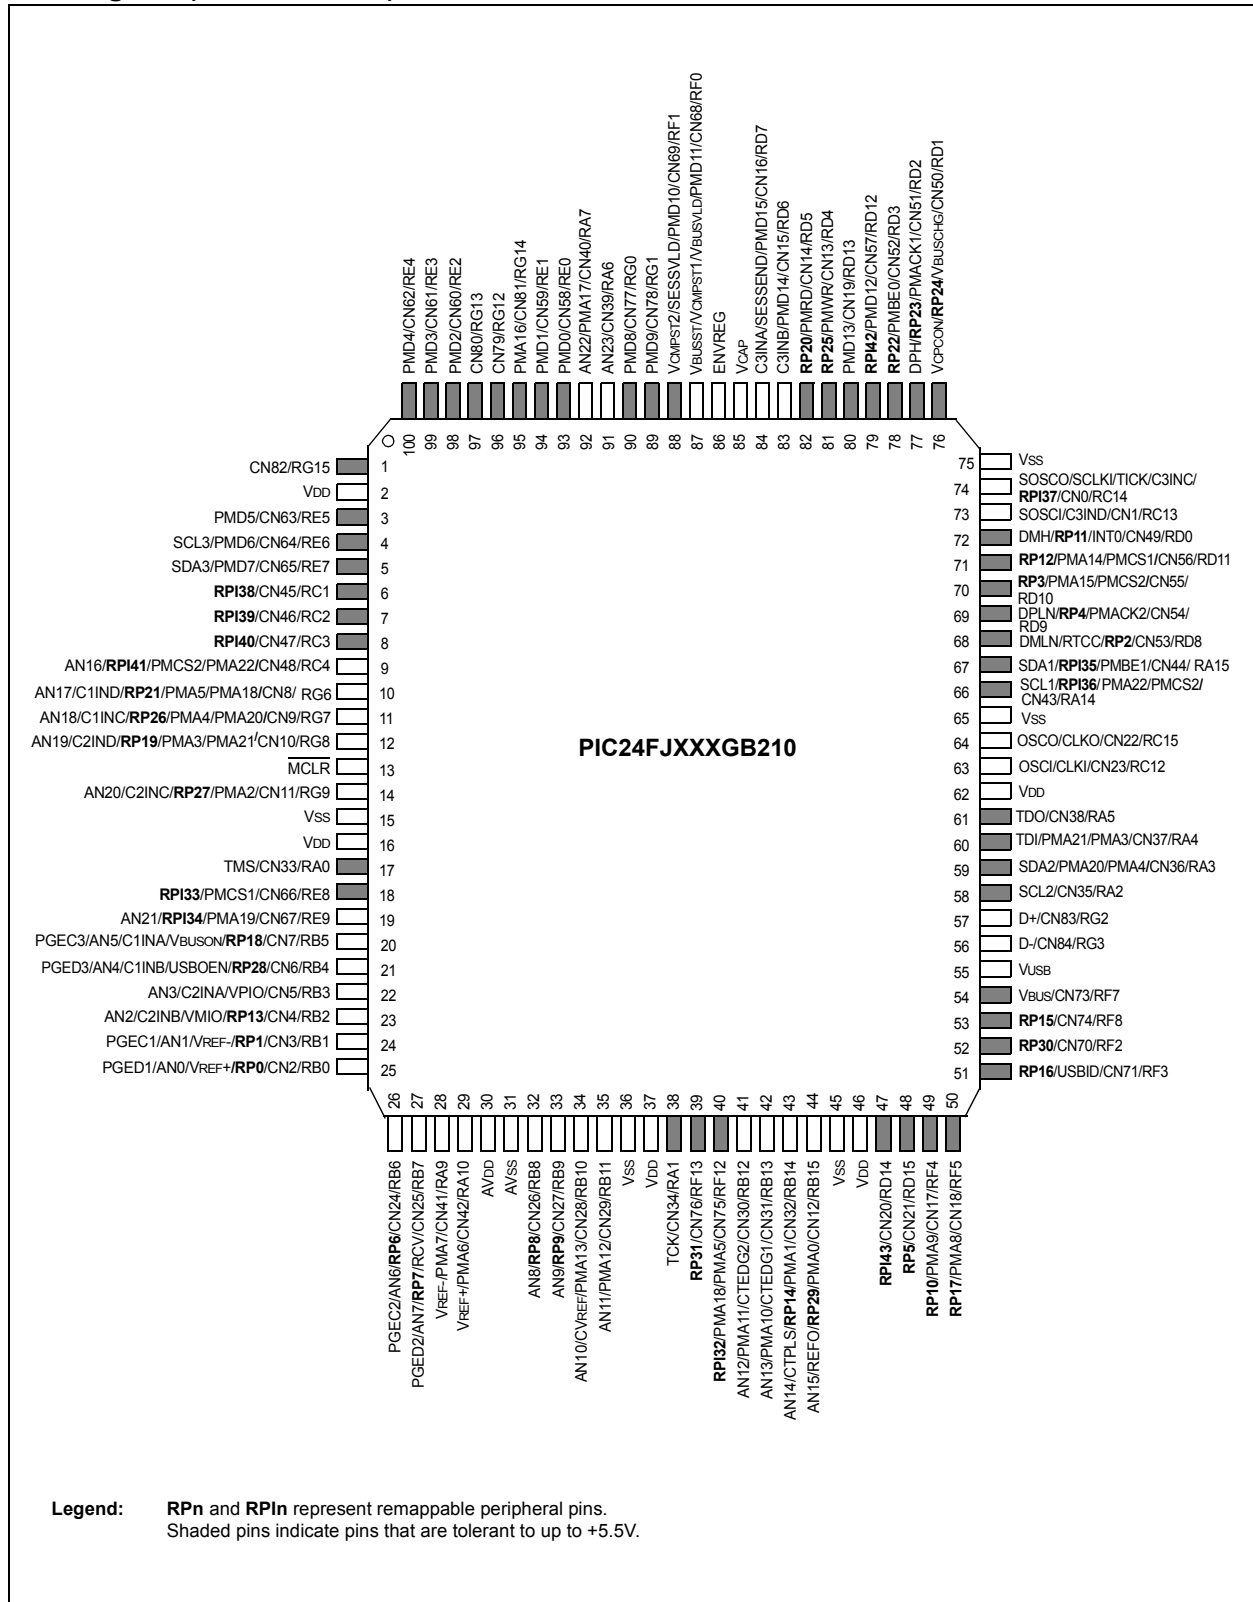 PMD4/CN62/RE4
PMD3/CN61/RE3
PMD2/CN60/RE2
CN80/RG13
CN79/RG12
PMA16/CN81/RG14
PMD1/CN59/RE1
PMD0/CN58/RE0
AN22/PMA17/CN40/RA7
AN23/CN39/RA6
PMD8/CN77/RG0
PMD9/CN78/RG1
VCMPST2/SESSVLD/PMD10/CN69/RF1
VBUSST/VCMPST1/VBUSVLD/PMD11/CN68/RF0
ENVREG
VCAP
C3INA/SESSEND/PMD15/CN16/RD7
C3INB/PMD14/CN15/RD6
RP20/PMRD/CN14/RD5
RP25/PMWR/CN13/RD4
PMD13/CN19/RD13
RPI42/PMD12/CN57/RD12
RP22/PMBE0/CN52/RD3
DPH/RP23/PMACK1/CN51/RD2
VCPCON/RP24/VBUSCHG/CN50/RD1
100 99 98 97 96 95 94 93 92 91 90 89 88 87 86 85 84 83 82 81 80 79 78 77 76
CN82/RG15 1
VDD 2
PMD5/CN63/RE5 3
SCL3/PMD6/CN64/RE6 4
SDA3/PMD7/CN65/RE7 5
RPI38/CN45/RC1 6
RPI39/CN46/RC2 7
RPI40/CN47/RC3 8
AN16/RPI41/PMCS2/PMA22/CN48/RC4 9
AN17/C1IND/RP21/PMA5/PMA18/CN8/ RG6 10
AN18/C1INC/RP26/PMA4/PMA20/CN9/RG7 11
AN19/C2IND/RP19/PMA3/PMA21/CN10/RG8 12
MCLR 13
AN20/C2INC/RP27/PMA2/CN11/RG9 14
VSS 15
VDD 16
TMS/CN33/RA0 17
RPI33/PMCS1/CN66/RE8 18
AN21/RPI34/PMA19/CN67/RE9 19
PGEC3/AN5/C1INA/VBUSON/RP18/CN7/RB5 20
PGED3/AN4/C1INB/USBOEN/RP28/CN6/RB4 21
AN3/C2INA/VPIO/CN5/RB3 22
AN2/C2INB/VMIO/RP13/CN4/RB2 23
PGEC1/AN1/VREF-/RP1/CN3/RB1 24
PGED1/AN0/VREF+/RP0/CN2/RB0 25
PIC24FJXXXGB210
75 VSS
74 SOSCO/SCLKI/TICK/C3INC/
RPI37/CN0/RC14
73 SOSCI/C3IND/CN1/RC13
72 DMH/RP11/INT0/CN49/RD0
71 RP12/PMA14/PMCS1/CN56/RD11
70 RP3/PMA15/PMCS2/CN55/
RD10
69 DPLN/RP4/PMACK2/CN54/
RD9
68 DMLN/RTCC/RP2/CN53/RD8
67 SDA1/RPI35/PMBE1/CN44/ RA15
66 SCL1/RPI36/PMA22/PMCS2/
CN43/RA14
65 VSS
64 OSCO/CLKO/CN22/RC15
63 OSCI/CLKI/CN23/RC12
62 VDD
61 TDO/CN38/RA5
60 TDI/PMA21/PMA3/CN37/RA4
59 SDA2/PMA20/PMA4/CN36/RA3
58 SCL2/CN35/RA2
57 D+/CN83/RG2
56 D-/CN84/RG3
55 VUSB
54 VBUS/CN73/RF7
53 RP15/CN74/RF8
52 RP30/CN70/RF2
51 RP16/USBID/CN71/RF3
26 27 28 29 30 31 32 33 34 35 36 37 38 39 40 41 42 43 44 45 46 47 48 49 50
PGEC2/AN6/RP6/CN24/RB6
PGED2/AN7/RP7/RCV/CN25/RB7
VREF-/PMA7/CN41/RA9
VREF+/PMA6/CN42/RA10
AVDD
AVSS
AN8/RP8/CN26/RB8
AN9/RP9/CN27/RB9
AN10/CVREF/PMA13/CN28/RB10
AN11/PMA12/CN29/RB11
VSS
VDD
TCK/CN34/RA1
RP31/CN76/RF13
RPI32/PMA18/PMA5/CN75/RF12
AN12/PMA11/CTEDG2/CN30/RB12
AN13/PMA10/CTEDG1/CN31/RB13
AN14/CTPLS/RP14/PMA1/CN32/RB14
AN15/REFO/RP29/PMA0/CN12/RB15
VSS
VDD
RPI43/CN20/RD14
RP5/CN21/RD15
RP10/PMA9/CN17/RF4
RP17/PMA8/CN18/RF5
Legend: RPn and RPIn represent remappable peripheral pins.
Shaded pins indicate pins that are tolerant to up to +5.5V.